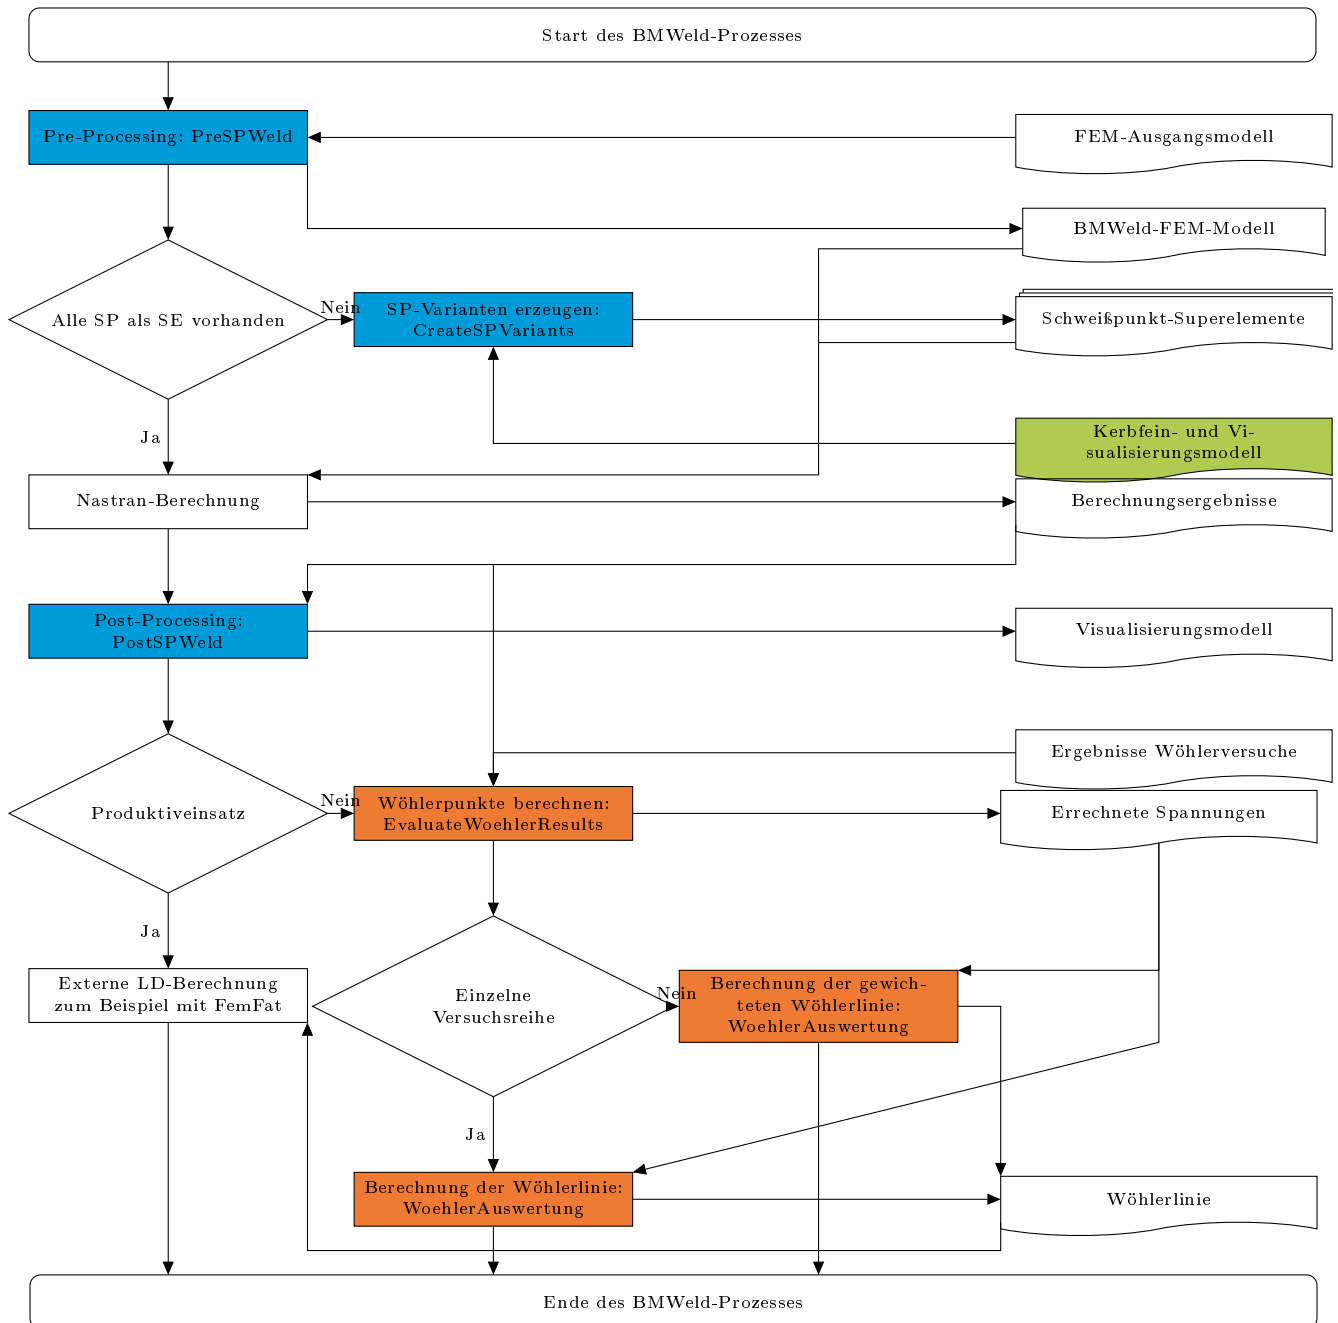 Start des BMWeld-Prozesses
Pre-Processing: PreSPWeld
FEM-Ausgangsmodell
BMWeld-FEM-Modell
Alle SP als SE vorhanden
Nein
SP-Varianten erzeugen:
CreateSPVariants
Schweißpunkt-Superelemente
Ja
Kerbfein- und Vi-
sualisierungsmodell
Nastran-Berechnung
Berechnungsergebnisse
Post-Processing:
PostSPWeld
Visualisierungsmodell
Ergebnisse Wöhlerversuche
Produktiveinsatz
Nein
Wöhlerpunkte berechnen:
EvaluateWoehlerResults
Errechnete Spannungen
Ja
Externe LD-Berechnung
zum Beispiel mit FemFat
Einzelne
Versuchsreihe
Nein
Berechnung der gewich-
teten Wöhlerlinie:
WoehlerAuswertung
Ja
Berechnung der Wöhlerlinie:
WoehlerAuswertung
Wöhlerlinie
Ende des BMWeld-Prozesses